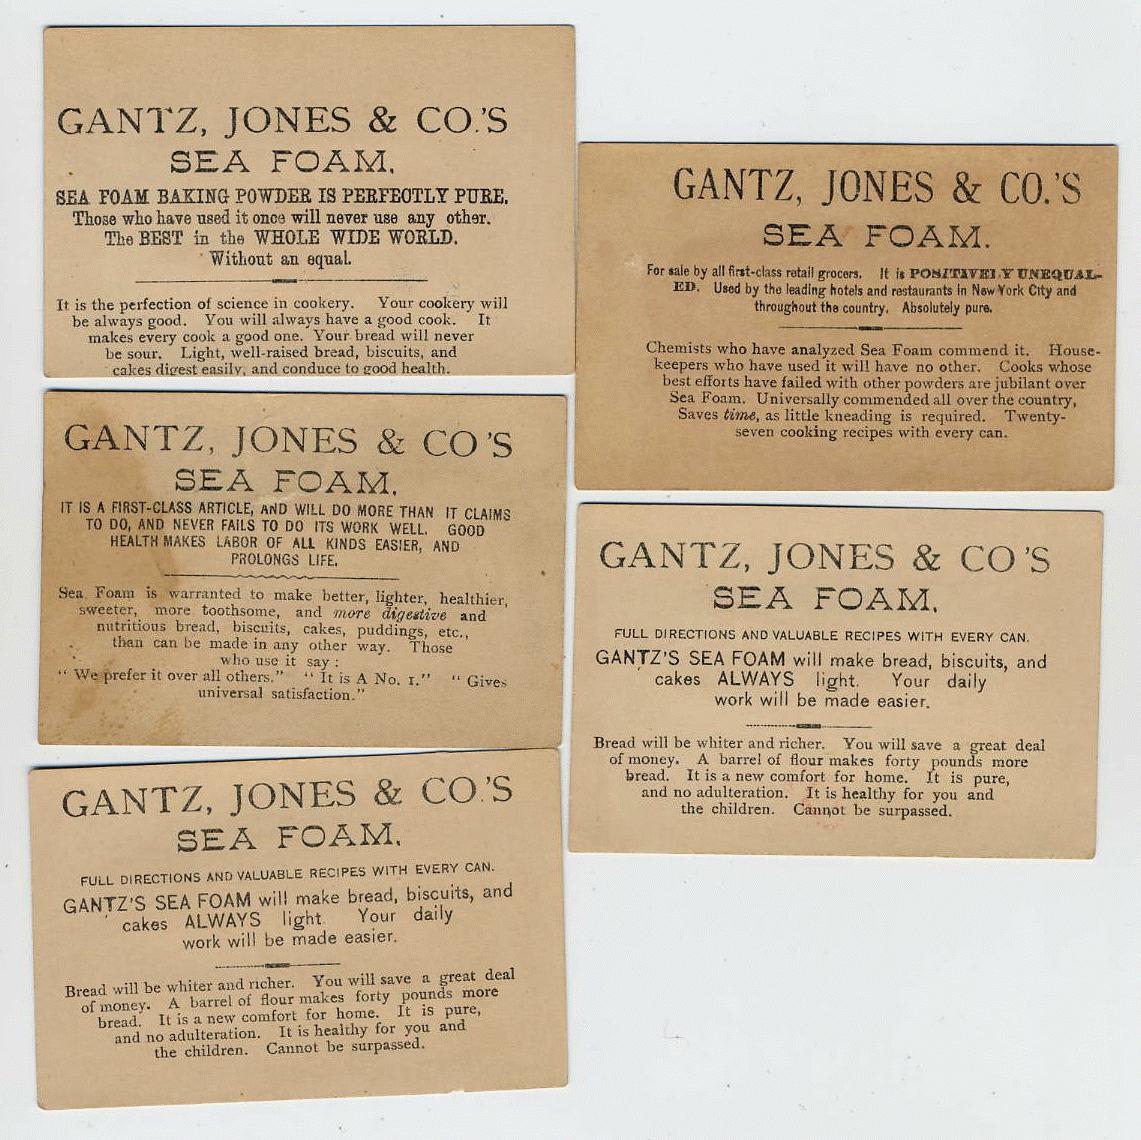 GANTZ, JONES & CO.'S
SEA FOAM.
SEA FOAM BAKING POWDER IS PERFECTLY PURE.
Those who have used it once will never use any other.
The BEST in the WHOLE WIDE WORLD.
Without an equal.
It is the perfection of science in cookery. Your cookery will
be always good. You will always have a good cook. It
makes every cook a good one. Your bread will never
be sour. Light, well-raised bread, biscuits, and
cakes digest easily, and conduce to good health.
GANTZ, JONES & CO'S
SEA FOAM.
IT IS A FIRST-CLASS ARTICLE, AND WILL DO MORE THAN IT CLAIMS
TO DO, AND NEVER FAILS TO DO ITS WORK WELL. GOOD
HEALTH MAKES LABOR OF ALL KINDS EASIER, AND
PROLONGS LIFE.
Sea Foam is warranted to make better, lighter, healthier,
sweeter, more toothsome, and more digestive and
nutritious bread, biscuits, cakes, puddings, etc.,
than can be made in any other way. Those
who use it say:
" We prefer it over all others." " It is A No. 1." " Gives
universal satisfaction."
GANTZ, JONES & CO.'S
SEA FOAM.
FULL DIRECTIONS AND VALUABLE RECIPES WITH EVERY CAN.
GANTZ'S SEA FOAM will make bread, biscuits, and
cakes ALWAYS light. Your daily
work will be made easier.
Bread will be whiter and richer. You will save a great deal
of money. A barrel of flour makes forty pounds more
bread. It is a new comfort for home. It is pure,
and no adulteration. It is healthy for you and
the children. Cannot be surpassed.
GANTZ, JONES & CO.'S
SEA FOAM.
For sale by all first-class retail grocers. It is POSITIVELY UNEQUAL-
ED. Used by the leading hotels and restaurants in New York City and
throughout the country. Absolutely pure.
Chemists who have analyzed Sea Foam commend it. House-
keepers who have used it will have no other. Cooks whose
best efforts have failed with other powders are jubilant over
Sea Foam. Universally commended all over the country,
Saves time, as little kneading is required. Twenty-
seven cooking recipes with every can.
GANTZ, JONES & CO'S
SEA FOAM.
FULL DIRECTIONS AND VALUABLE RECIPES WITH EVERY CAN.
GANTZ'S SEA FOAM will make bread, biscuits, and
cakes ALWAYS light. Your daily
work will be made easier.
Bread will be whiter and richer. You will save a great deal
of money. A barrel of flour makes forty pounds more
bread. It is a new comfort for home. It is pure,
and no adulteration. It is healthy for you and
the children. Cannot be surpassed.